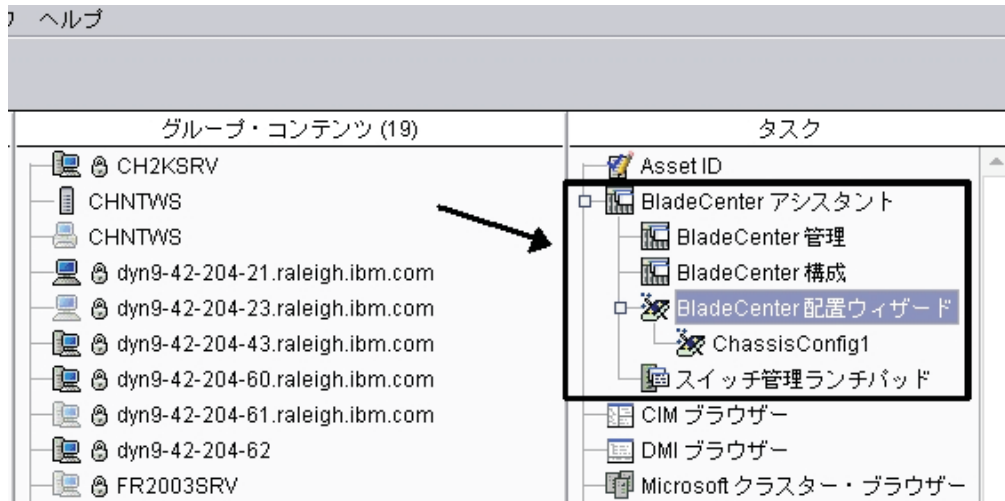 ヘルプ
グループ・コンテンツ (19)
CH2KSRV
CHNTWS
CHNTWS
dyn9-42-204-21.raleigh.ibm.com
dyn9-42-204-23.raleigh.ibm.com
dyn9-42-204-43.raleigh.ibm.com
dyn9-42-204-60.raleigh.ibm.com
dyn9-42-204-61.raleigh.ibm.com
dyn9-42-204-62
FR2003SRV
タスク
Asset ID
BladeCenter アシスタント
BladeCenter 管理
BladeCenter 構成
BladeCenter 配置ウィザード
ChassisConfig1
スイッチ管理ランチパッド
CIM ブラウザー
DMI ブラウザー
Microsoft クラスター・ブラウザー